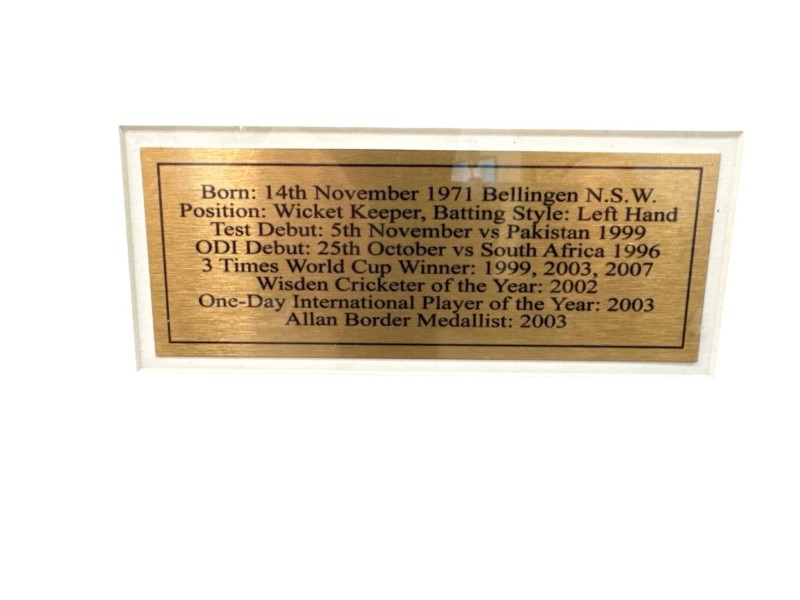 Born: 14th November 1971 Bellingen N.S.W.
Position: Wicket Keeper, Batting Style: Left Hand
Test Debut: 5th November vs Pakistan 1999
ODI Debut: 25th October vs South Africa 1996
3 Times World Cup Winner: 1999, 2003, 2007
Wisden Cricketer of the Year: 2002
One-Day International Player of the Year: 2003
Allan Border Medallist: 2003